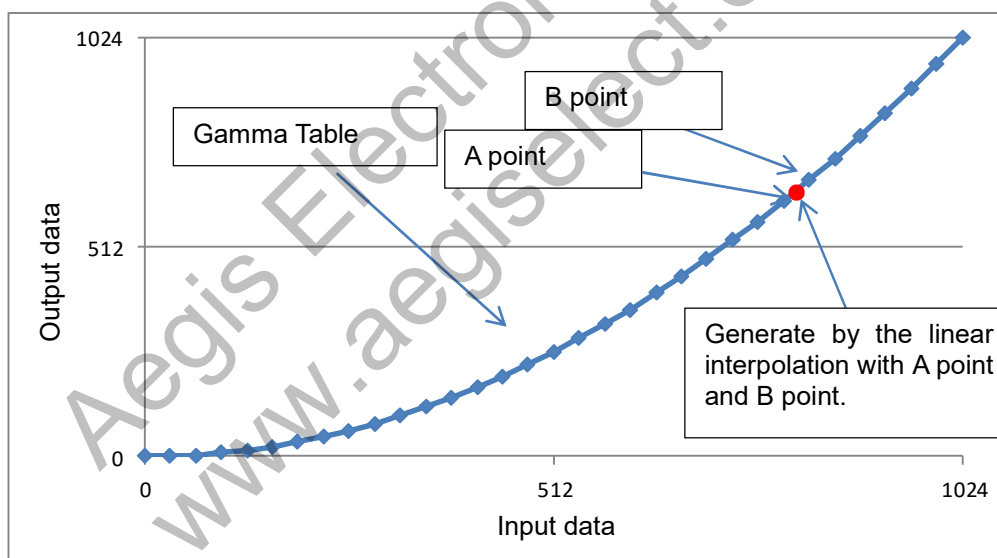 1024
B point
Gamma Table
A point
512
Output data
Generate by the linear
interpolation with A point
and B point.
0
0
512
1024
Input data
Aegis Electro
www.aegiselect.